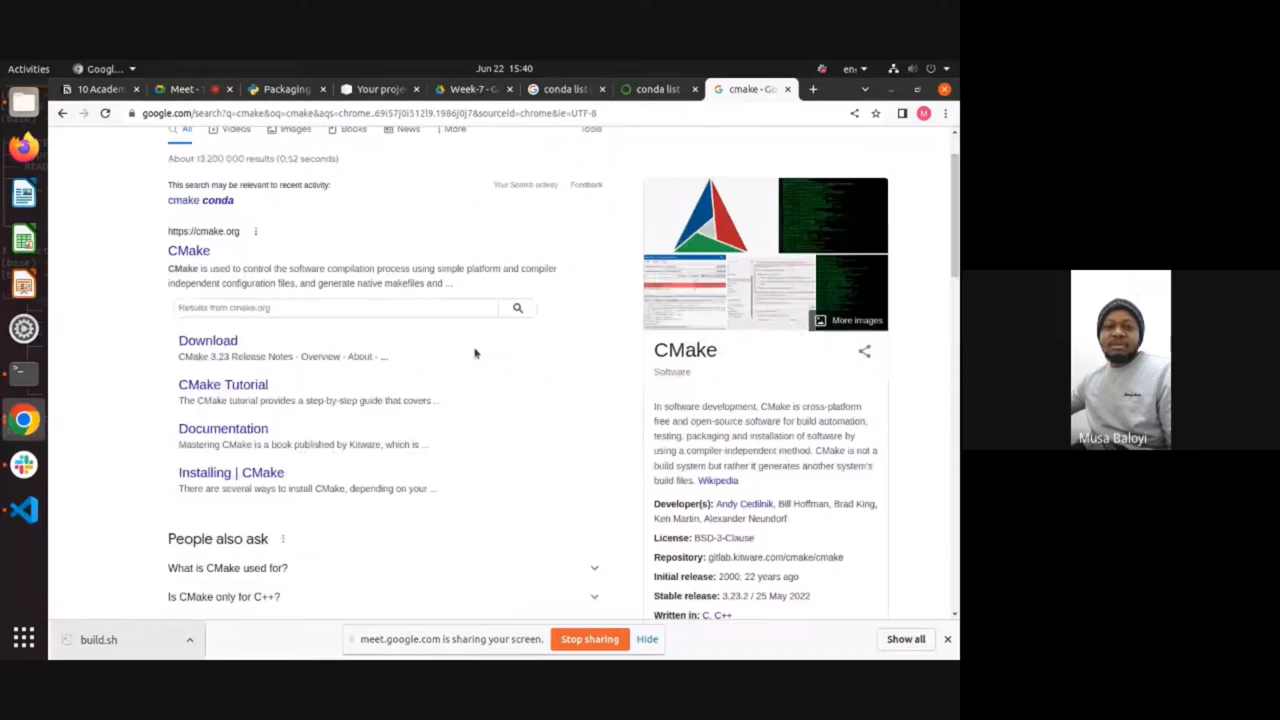 Activities
Googl...
Jun 22 15:40
en
10 Acade
Meet -
Packaging
Your proje
Week-7 - G
conda list
conda list
cmake - Go
google.com/search?q=cmake&oq=cmake&aqs=chrome..69i57j0i512l9.1986j0j7&sourceid=chrome&ie=UTF-8
M
All
Videos
Images
Books
News
More
Tools
About 13 200 000 results (0.52 seconds)
This search may be relevant to recent activity:
Your Search activity
Feedback
cmake conda
https://cmake.org
CMake
CMake is used to control the software compilation process using simple platform and compiler
independent configuration files, and generate native makefiles and ...
Results from cmake.org
Download
CMake 3.23 Release Notes - Overview - About - ...
CMake Tutorial
The CMake tutorial provides a step-by-step guide that covers ...
Documentation
Mastering CMake is a book published by Kitware, which is ...
Installing | CMake
There are several ways to install CMake, depending on your ...
People also ask
What is CMake used for?
Is CMake only for C++?
More images
CMake
Software
In software development, CMake is cross-platform
free and open-source software for build automation,
testing, packaging and installation of software by
using a compiler-independent method. CMake is not a
build system but rather it generates another system's
build files. Wikipedia
Developer(s): Andy Cedilnik, Bill Hoffman, Brad King,
Ken Martin, Alexander Neundorf
License: BSD-3-Clause
Repository: gitlab.kitware.com/cmake/cmake
Initial release: 2000; 22 years ago
Stable release: 3.23.2 / 25 May 2022
Written in: C, C++
build.sh
meet.google.com is sharing your screen.
Stop sharing
Hide
Show all
Musa Baloyi